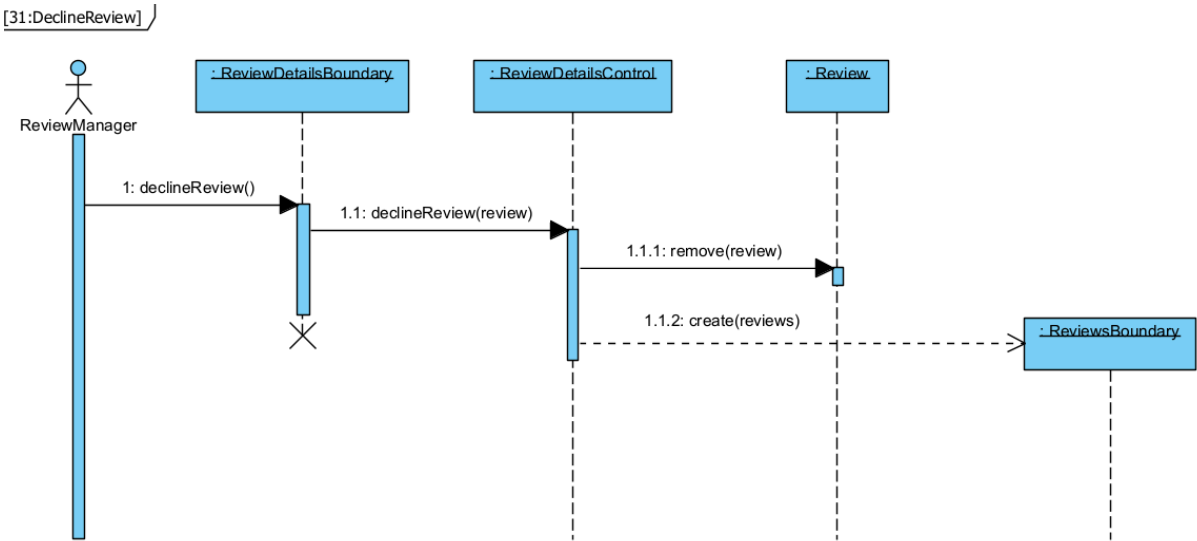 [31:DeclineReview]
: ReviewDetailsBoundary
: ReviewDetailsControl
: Review
ReviewManager
1: declineReview()
1.1: declineReview(review)
1.1.1: remove(review)
1.1.2: create(reviews)
: ReviewsBoundary